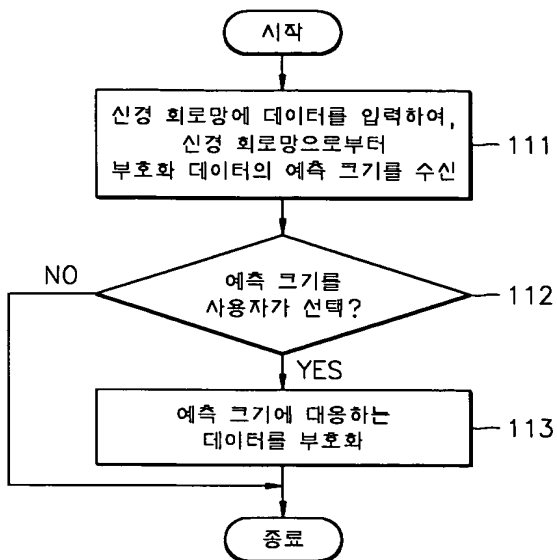 시작
신경 회로망에 데이터를 입력하여,
신경 회로망으로부터
부호화 데이터의 예측 크기를 수신
111
예측 크기를
사용자가 선택?
112
NO
YES
예측 크기에 대응하는
데이터를 부호화
113
종료